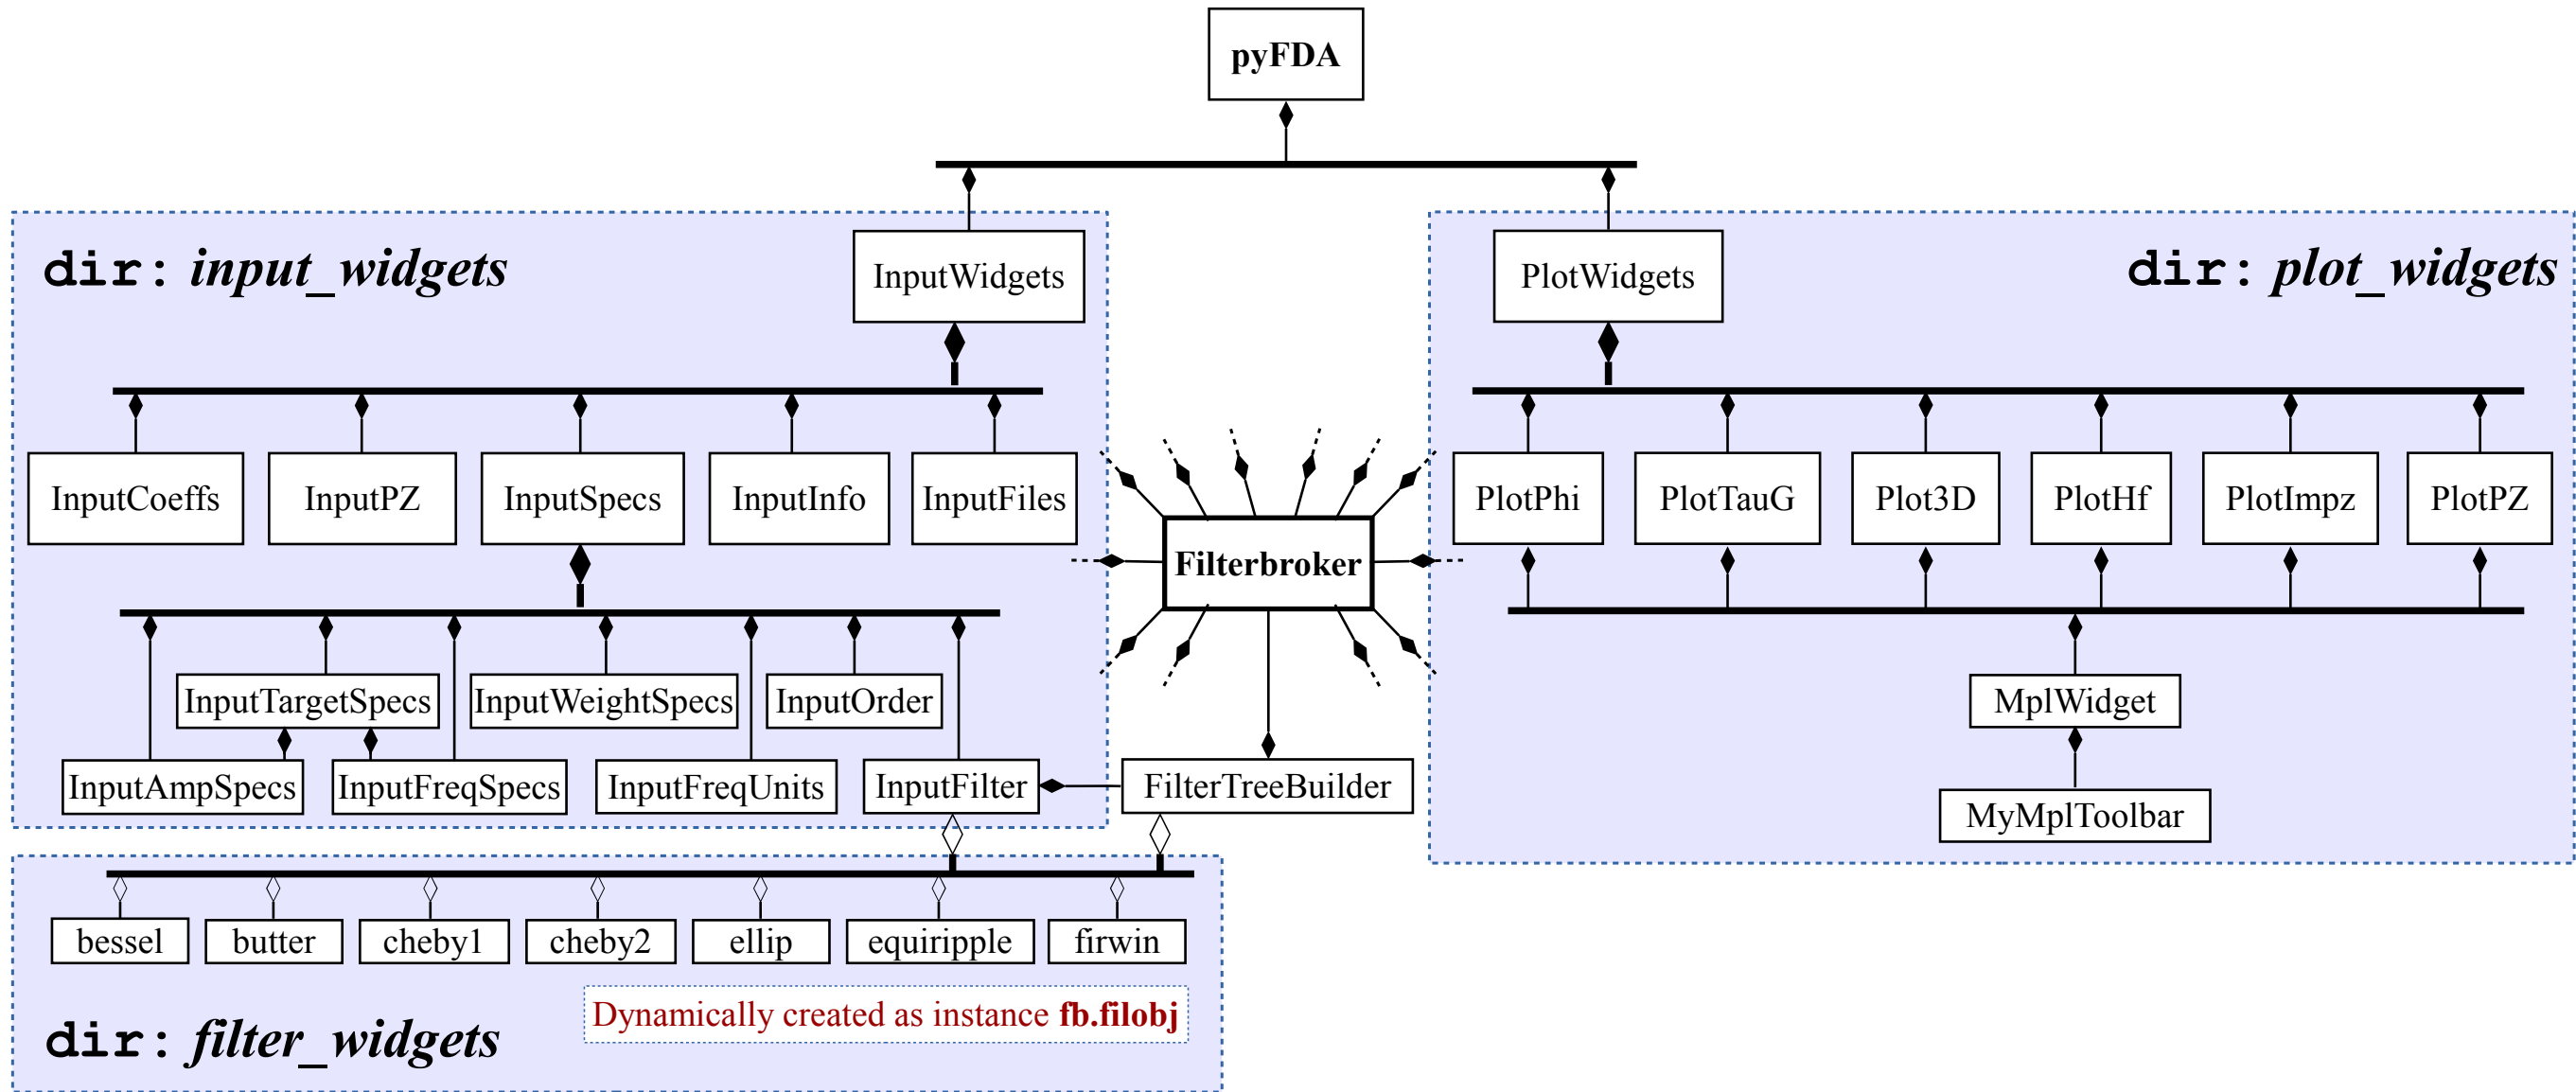 pyFDA
dir: input_widgets
InputWidgets
PlotWidgets
dir: plot_widgets
InputCoeffs
InputPZ
InputSpecs
InputInfo
InputFiles
PlotPhi
PlotTauG
Plot3D
PlotHf
PlotImpz
PlotPZ
Filterbroker
InputTargetSpecs
InputWeightSpecs
InputOrder
MplWidget
InputAmpSpecs
InputFreqSpecs
InputFreqUnits
InputFilter
FilterTreeBuilder
MyMplToolbar
bessel
butter
cheby1
cheby2
ellip
equiripple
firwin
Dynamically created as instance fb.filobj
dir: filter_widgets